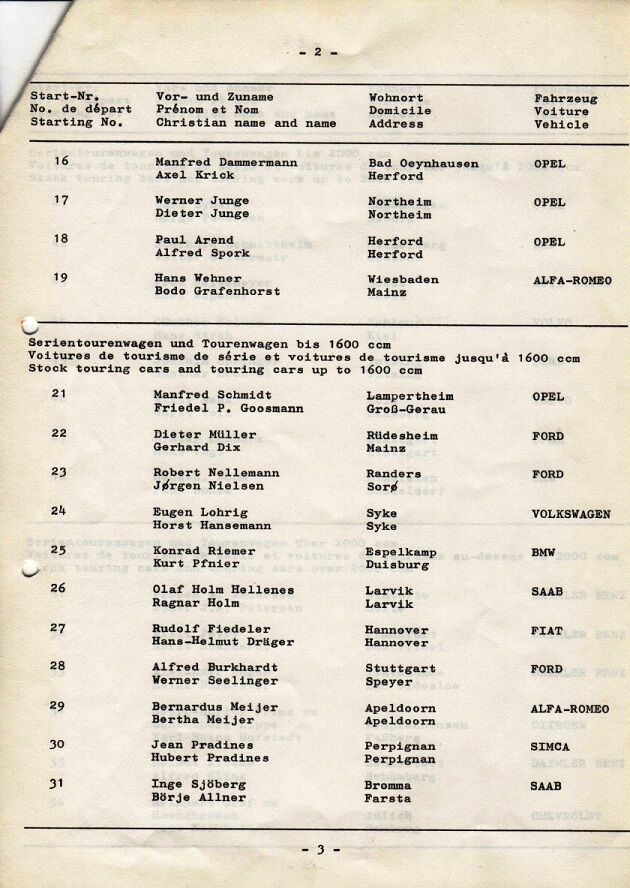 - 2 -
Start-Nr. Vor- und Zuname Wohnort Fahrzeug
No. de départ Prénom et Nom Domicile Voiture
Starting No. Christian name and name Address Vehicle
16 Manfred Dammermann Bad Oeynhausen OPEL
Axel Krick Herford
17 Werner Junge Northeim OPEL
Dieter Junge Northeim
18 Paul Arend Herford OPEL
Alfred Spork Herford
19 Hans Wehner Wiesbaden ALFA-ROMEO
Bodo Grafenhorst Mainz
Serientourenwagen und Tourenwagen bis 1600 ccm
Voitures de tourisme de série et voitures de tourisme jusqu'à 1600 ccm
Stock touring cars and touring cars up to 1600 ccm
21 Manfred Schmidt Lampertheim OPEL
Friedel P. Goosmann Groß-Gerau
22 Dieter Müller Rüdesheim FORD
Gerhard Dix Mainz
23 Robert Nellemann Randers FORD
Jørgen Nielsen Sorø
24 Eugen Lohrig Syke VOLKSWAGEN
Horst Hansemann Syke
25 Konrad Riemer Espelkamp BMW
Kurt Pfnier Duisburg
26 Olaf Holm Hellenes Larvik SAAB
Ragnar Holm Larvik
27 Rudolf Fiedeler Hannover FIAT
Hans-Helmut Dräger Hannover
28 Alfred Burkhardt Stuttgart FORD
Werner Seelinger Speyer
29 Bernardus Meijer Apeldoorn ALFA-ROMEO
Bertha Meijer Apeldoorn
30 Jean Pradines Perpignan SIMCA
Hubert Pradines Perpignan
31 Inge Sjöberg Bromma SAAB
Börje Allner Farsta
- 3 -